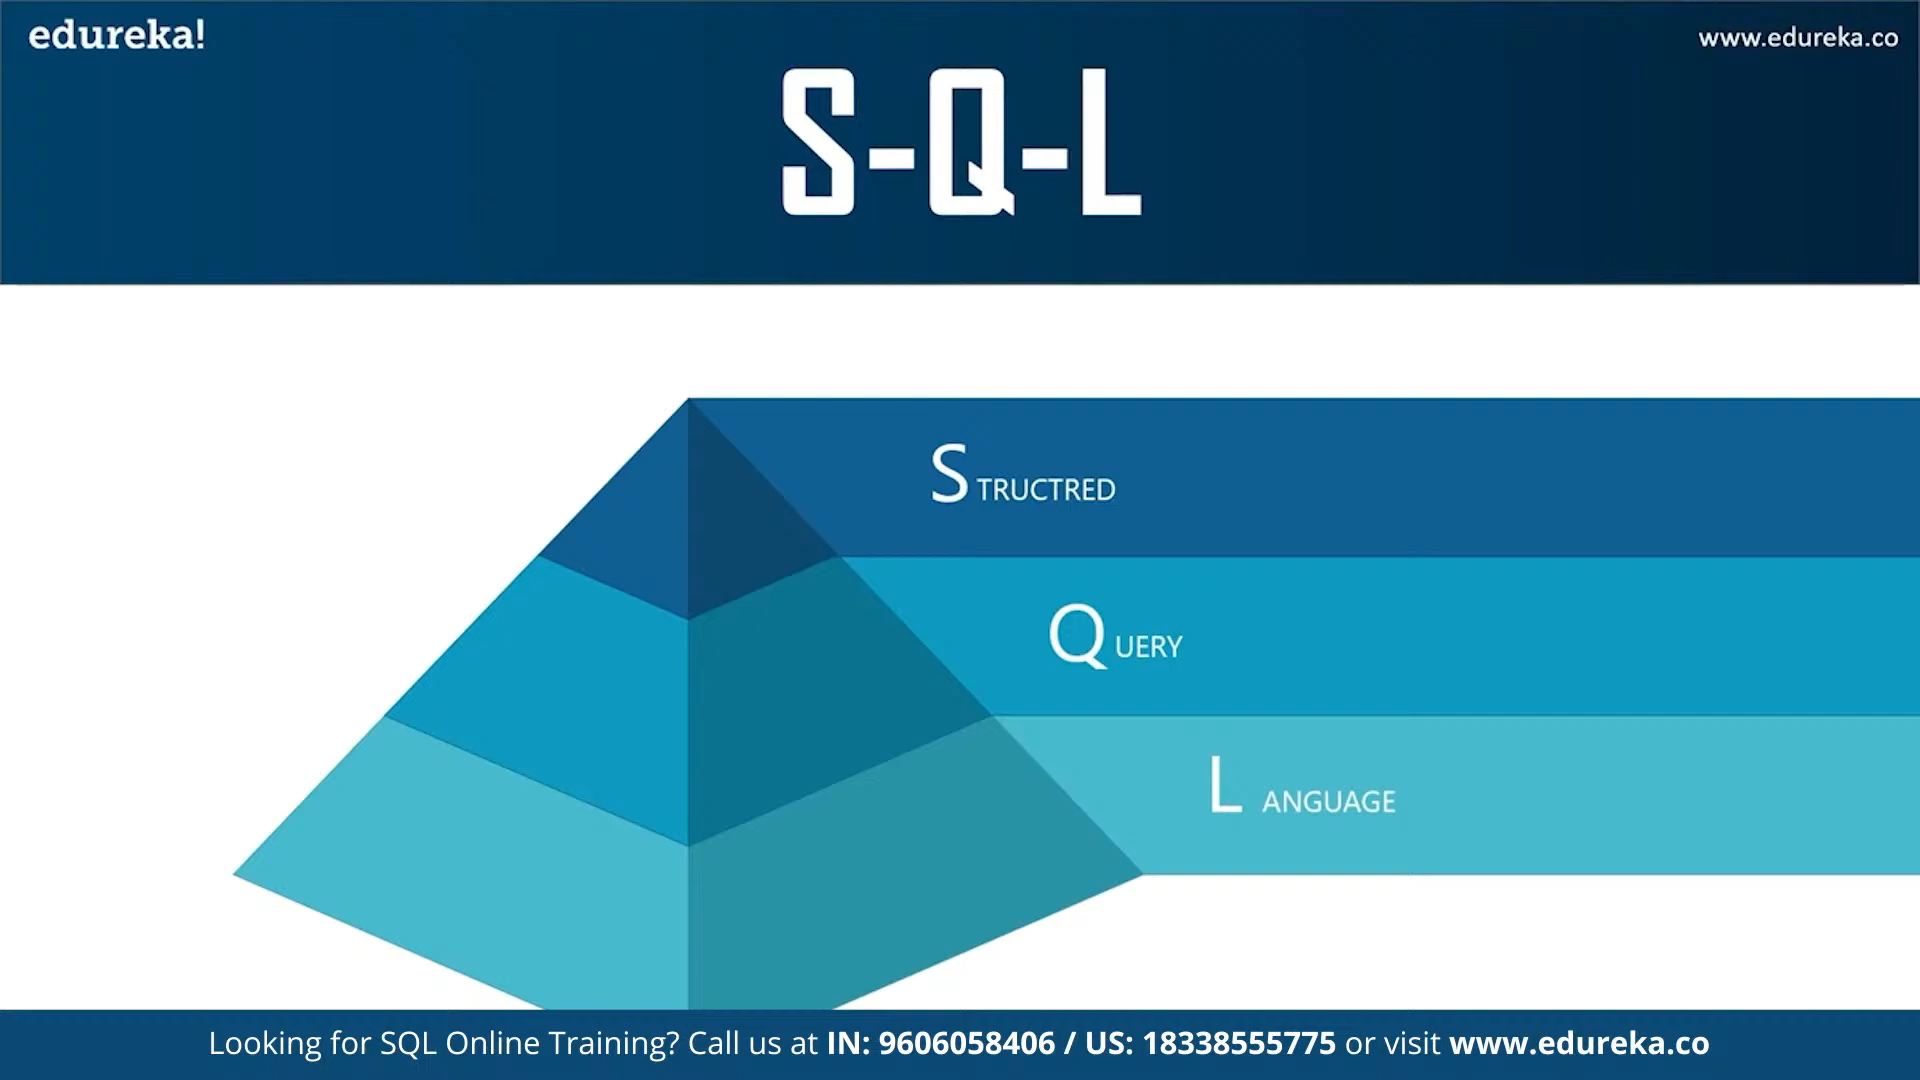 edureka!
www.edureka.co
S-Q-L
STRUCTRED
QUERY
LANGUAGE
Looking for SQL Online Training? Call us at IN: 9606058406 / US: 18338555775 or visit www.edureka.co